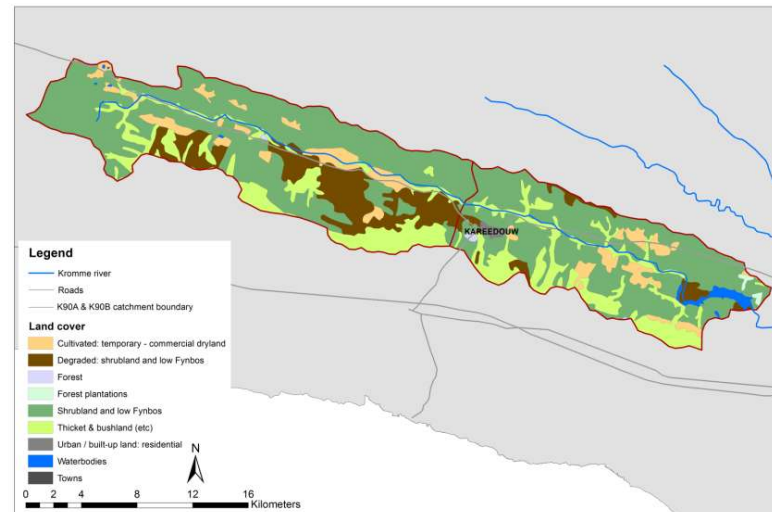 KAREEDOUW
Legend
Kromme river
Roads
K90A & K90B catchment boundary
Land cover
Cultivated: temporary - commercial dryland
Degraded: shrubland and low Fynbos
Forest
Forest plantations
Shrubland and low Fynbos
Thicket & bushland (etc)
Urban / built-up land: residential
Waterbodies
Towns
N
0 2 4 8 12 16
Kilometers